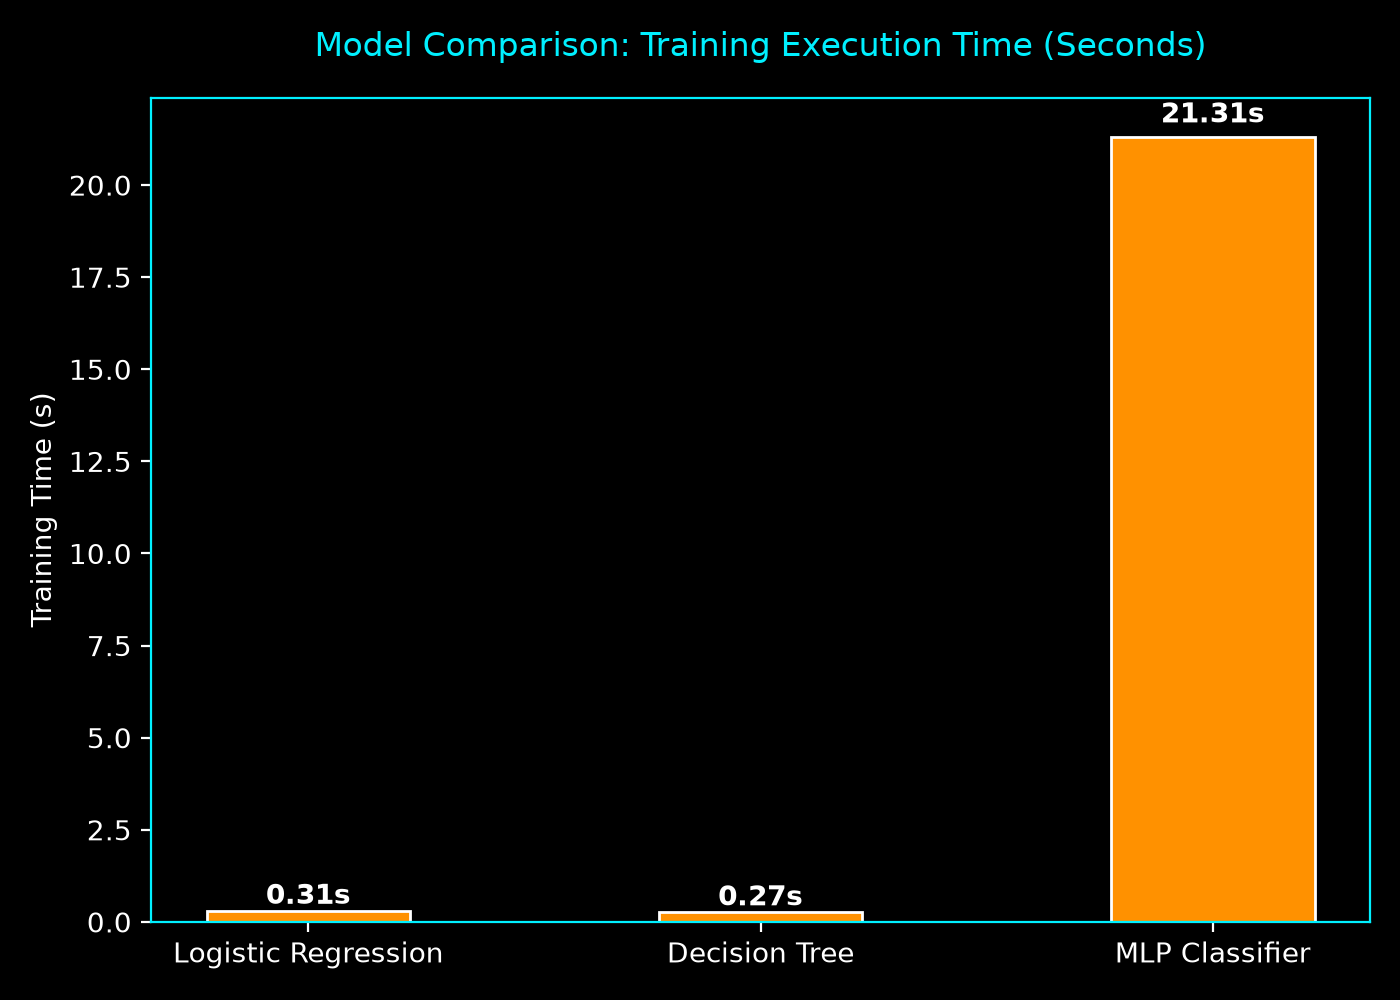 Model Comparison: Training Execution Time (Seconds)
21.31s
20.0
17.5
15.0
12.5
10.0
7.5
5.0
2.5
0.0
Training Time (s)
0.31s
0.27s
Logistic Regression
Decision Tree
MLP Classifier